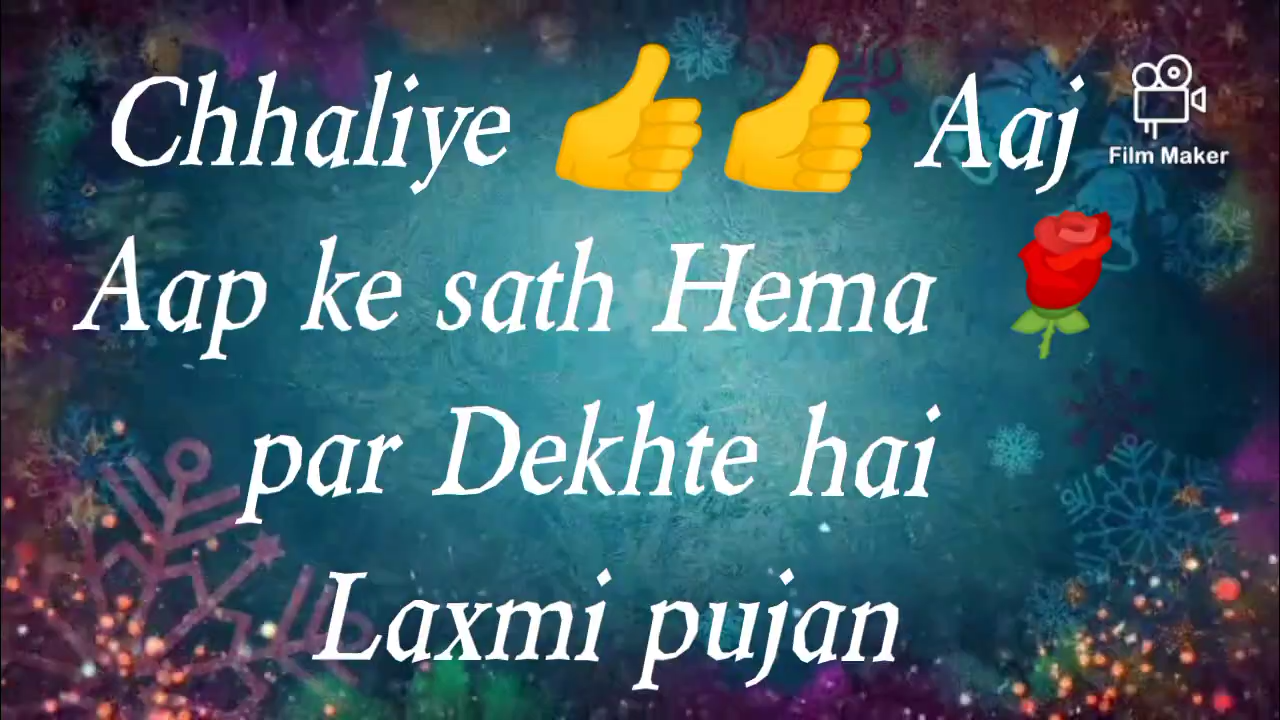 Chhaliye 👍👍 Aaj
Film Maker
Aap ke sath Hema 🌹
par Dekhte hai
Laxmi pujan